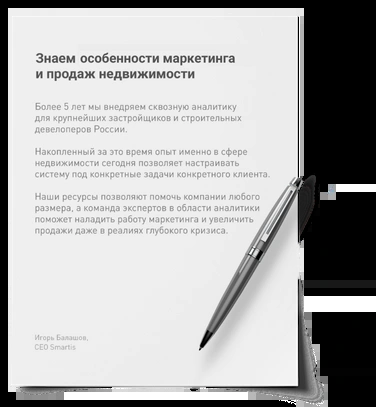 Знаем особенности маркетинга
и продаж недвижимости
Более 5 лет мы внедряем сквозную аналитику
для крупнейших застройщиков и строительных
девелоперов России.
Накопленный за это время опыт именно в сфере
недвижимости сегодня позволяет настраивать
систему под конкретные задачи конкретного клиента.
Наши ресурсы позволяют помочь компании любого
размера, а команда экспертов в области аналитики
поможет наладить работу маркетинга и увеличить
продажи даже в реалиях глубокого кризиса.
Игорь Балашов,
CEO Smartis